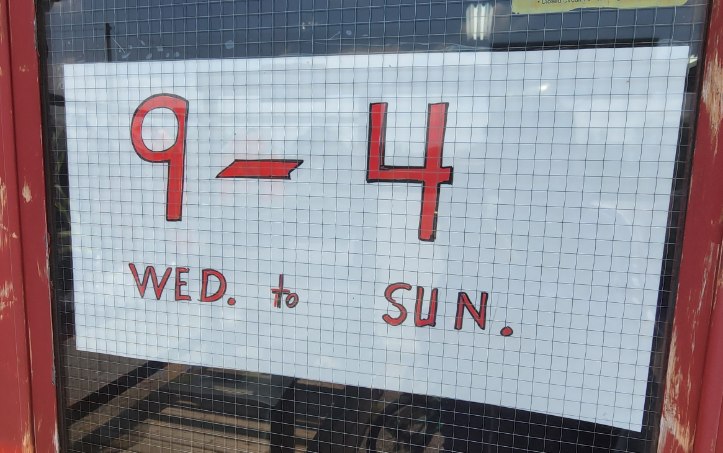 9 - 4
WED. to SUN.